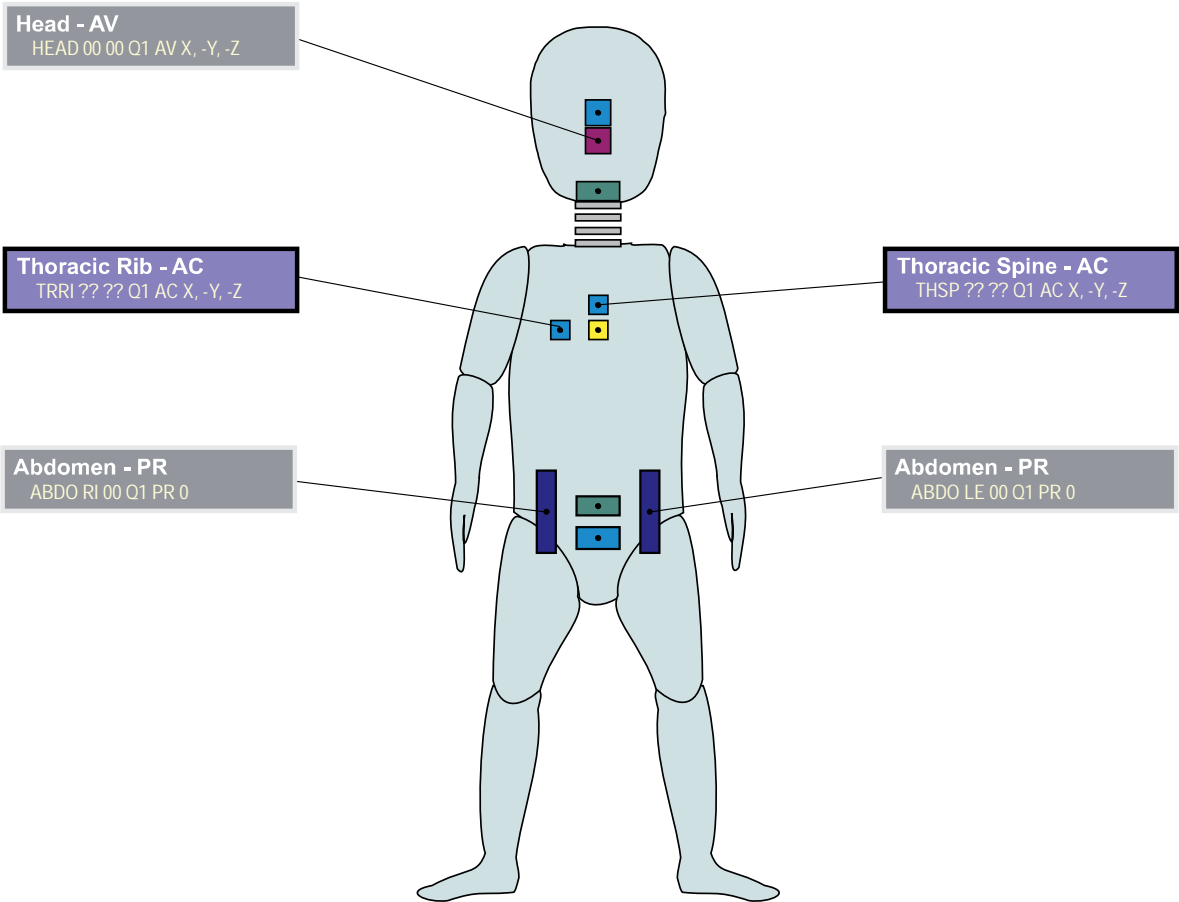 Head - AV
HEAD 00 00 Q1 AV X, -Y, -Z
Thoracic Rib - AC
TRRI ?? ?? Q1 AC X, -Y, -Z
Thoracic Spine - AC
THSP ?? ?? Q1 AC X, -Y, -Z
Abdomen - PR
ABDO RI 00 Q1 PR 0
Abdomen - PR
ABDO LE 00 Q1 PR 0